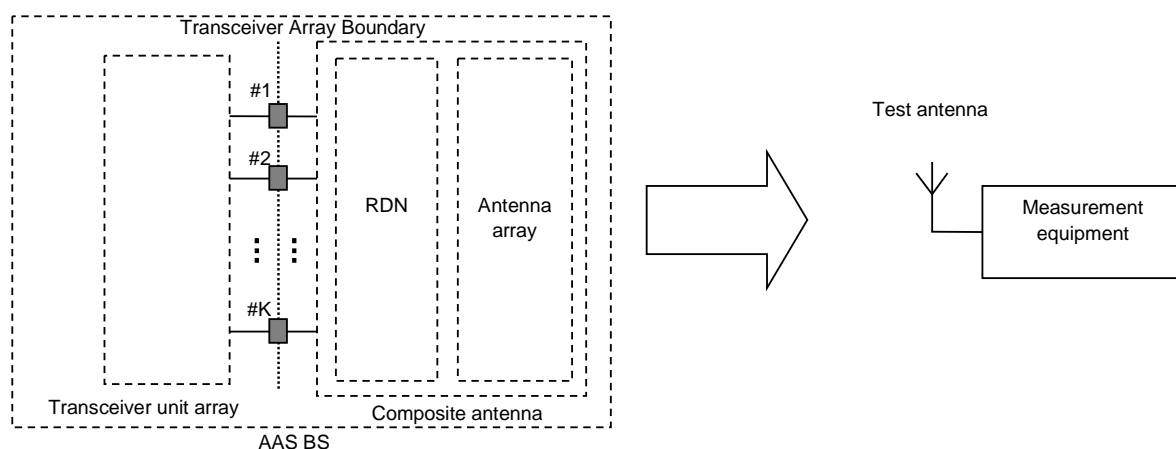 Transceiver Array Boundary
#1
#2
#K
RDN
Antenna
array
Transceiver unit array
Composite antenna
AAS BS
Test antenna
Measurement
equipment